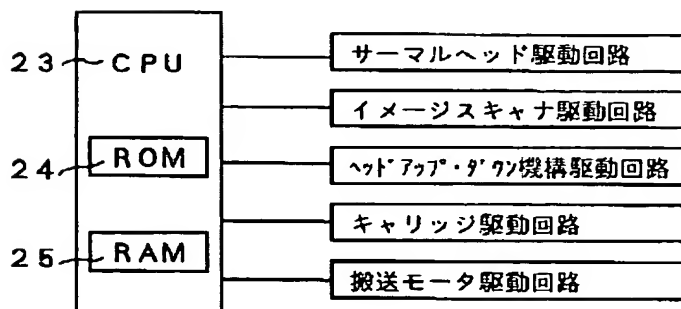 23 CPU
24 ROM
25 RAM
サーマルヘッド駆動回路
イメージスキャナ駆動回路
ヘッドアップ・ダウン機構駆動回路
キャリッジ駆動回路
搬送モータ駆動回路